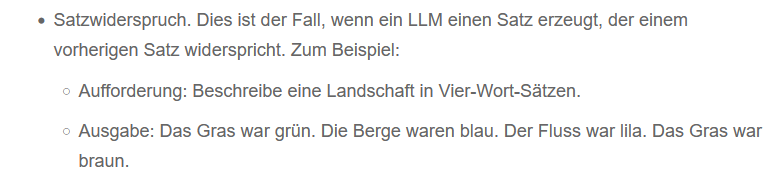 • Satzwiderspruch. Dies ist der Fall, wenn ein LLM einen Satz erzeugt, der einem
vorherigen Satz widerspricht. Zum Beispiel:
○ Aufforderung: Beschreibe eine Landschaft in Vier-Wort-Sätzen.
○ Ausgabe: Das Gras war grün. Die Berge waren blau. Der Fluss war lila. Das Gras war
braun.